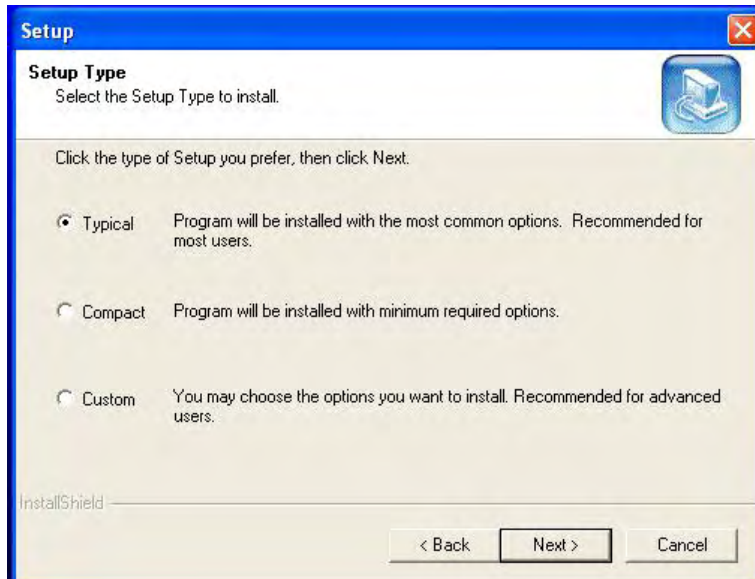 Setup
Setup Type
Select the Setup Type to install.
Click the type of Setup you prefer, then click Next.
Typical Program will be installed with the most common options. Recommended for
most users.
Compact Program will be installed with minimum required options.
Custom You may choose the options you want to install. Recommended for advanced
users.
InstallShield
< Back Next > Cancel